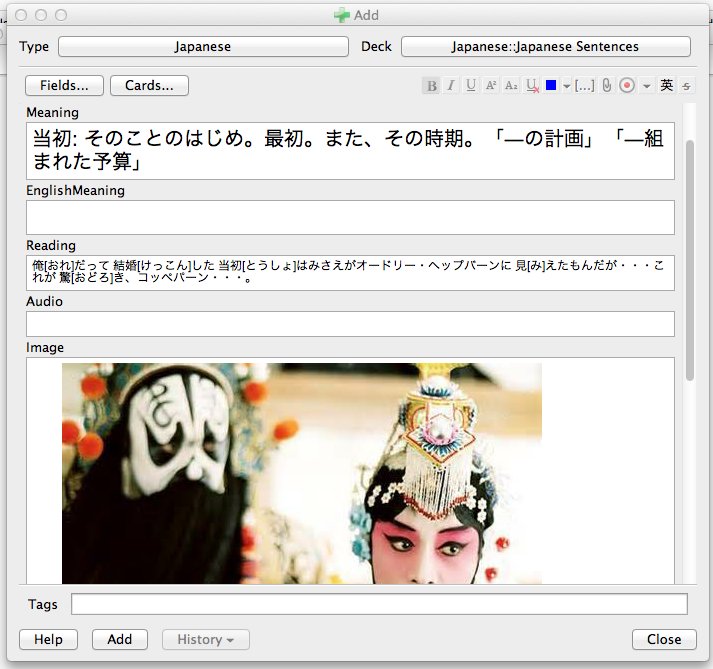 Add
Type Japanese Deck Japanese::Japanese Sentences
Fields... Cards... B I U A² A₂ U [...] 英
Meaning
当初: そのことのはじめ。最初。また、その時期。「―の計画」「―組
まれた予算」
EnglishMeaning
Reading
俺[おれ]だって 結婚[けっこん]した 当初[とうしょ]はみさえがオードリー・ヘップバーンに 見[み]えたもんだが・・・こ
れが 驚[おどろ]き、コッペパーン・・・。
Audio
Image
Tags
Help Add History Close